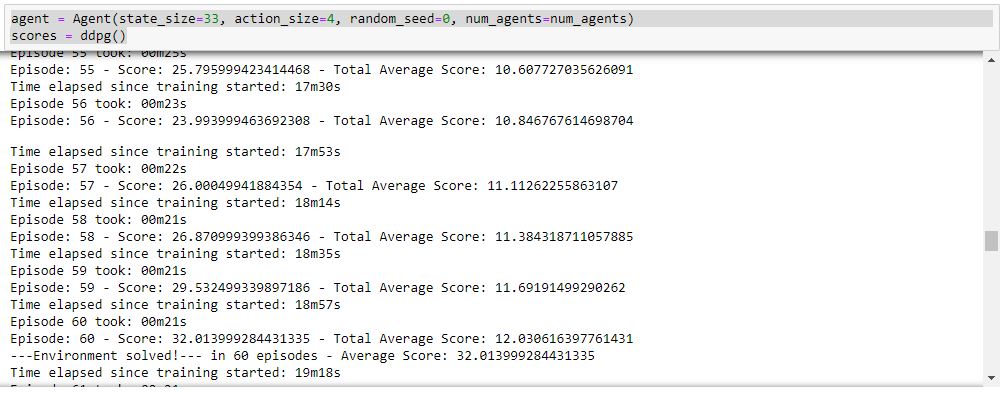 agent = Agent(state_size=33, action_size=4, random_seed=0, num_agents=num_agents)
scores = ddpg()
Episode 55 took: 00m25s
Episode: 55 - Score: 25.795999423414468 - Total Average Score: 10.607727035626091
Time elapsed since training started: 17m30s
Episode 56 took: 00m23s
Episode: 56 - Score: 23.993999463692308 - Total Average Score: 10.846767614698704
Time elapsed since training started: 17m53s
Episode 57 took: 00m22s
Episode: 57 - Score: 26.00049941884354 - Total Average Score: 11.11262255863107
Time elapsed since training started: 18m14s
Episode 58 took: 00m21s
Episode: 58 - Score: 26.870999399386346 - Total Average Score: 11.384318711057885
Time elapsed since training started: 18m35s
Episode 59 took: 00m21s
Episode: 59 - Score: 29.532499339897186 - Total Average Score: 11.69191499290262
Time elapsed since training started: 18m57s
Episode 60 took: 00m21s
Episode: 60 - Score: 32.013999284431335 - Total Average Score: 12.030616397761431
---Environment solved!--- in 60 episodes - Average Score: 32.013999284431335
Time elapsed since training started: 19m18s